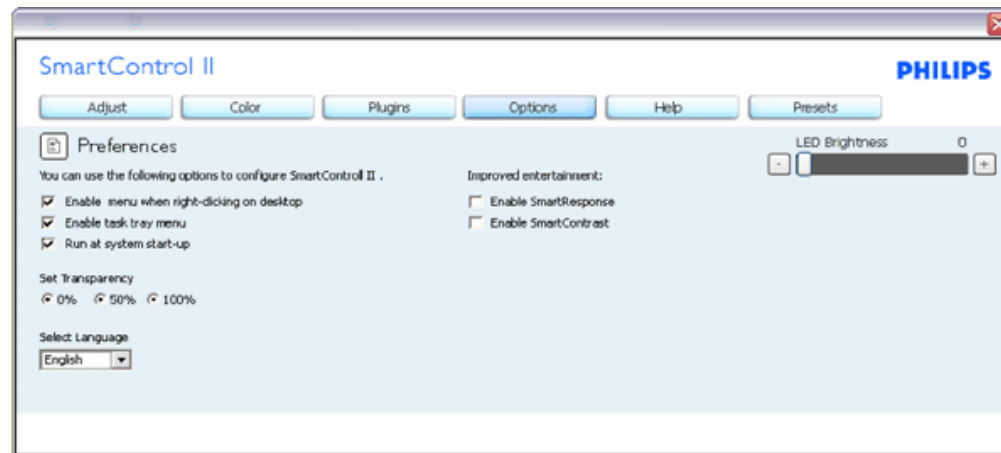 SmartControl II
PHILIPS
Adjust Color Plugins Options Help Presets
Preferences
LED Brightness 0
You can use the following options to configure SmartControl II .
Improved entertainment:
Enable menu when right-clicking on desktop
Enable SmartResponse
Enable task tray menu
Enable SmartContrast
Run at system start-up
Set Transparency
0% 50% 100%
Select Language
English